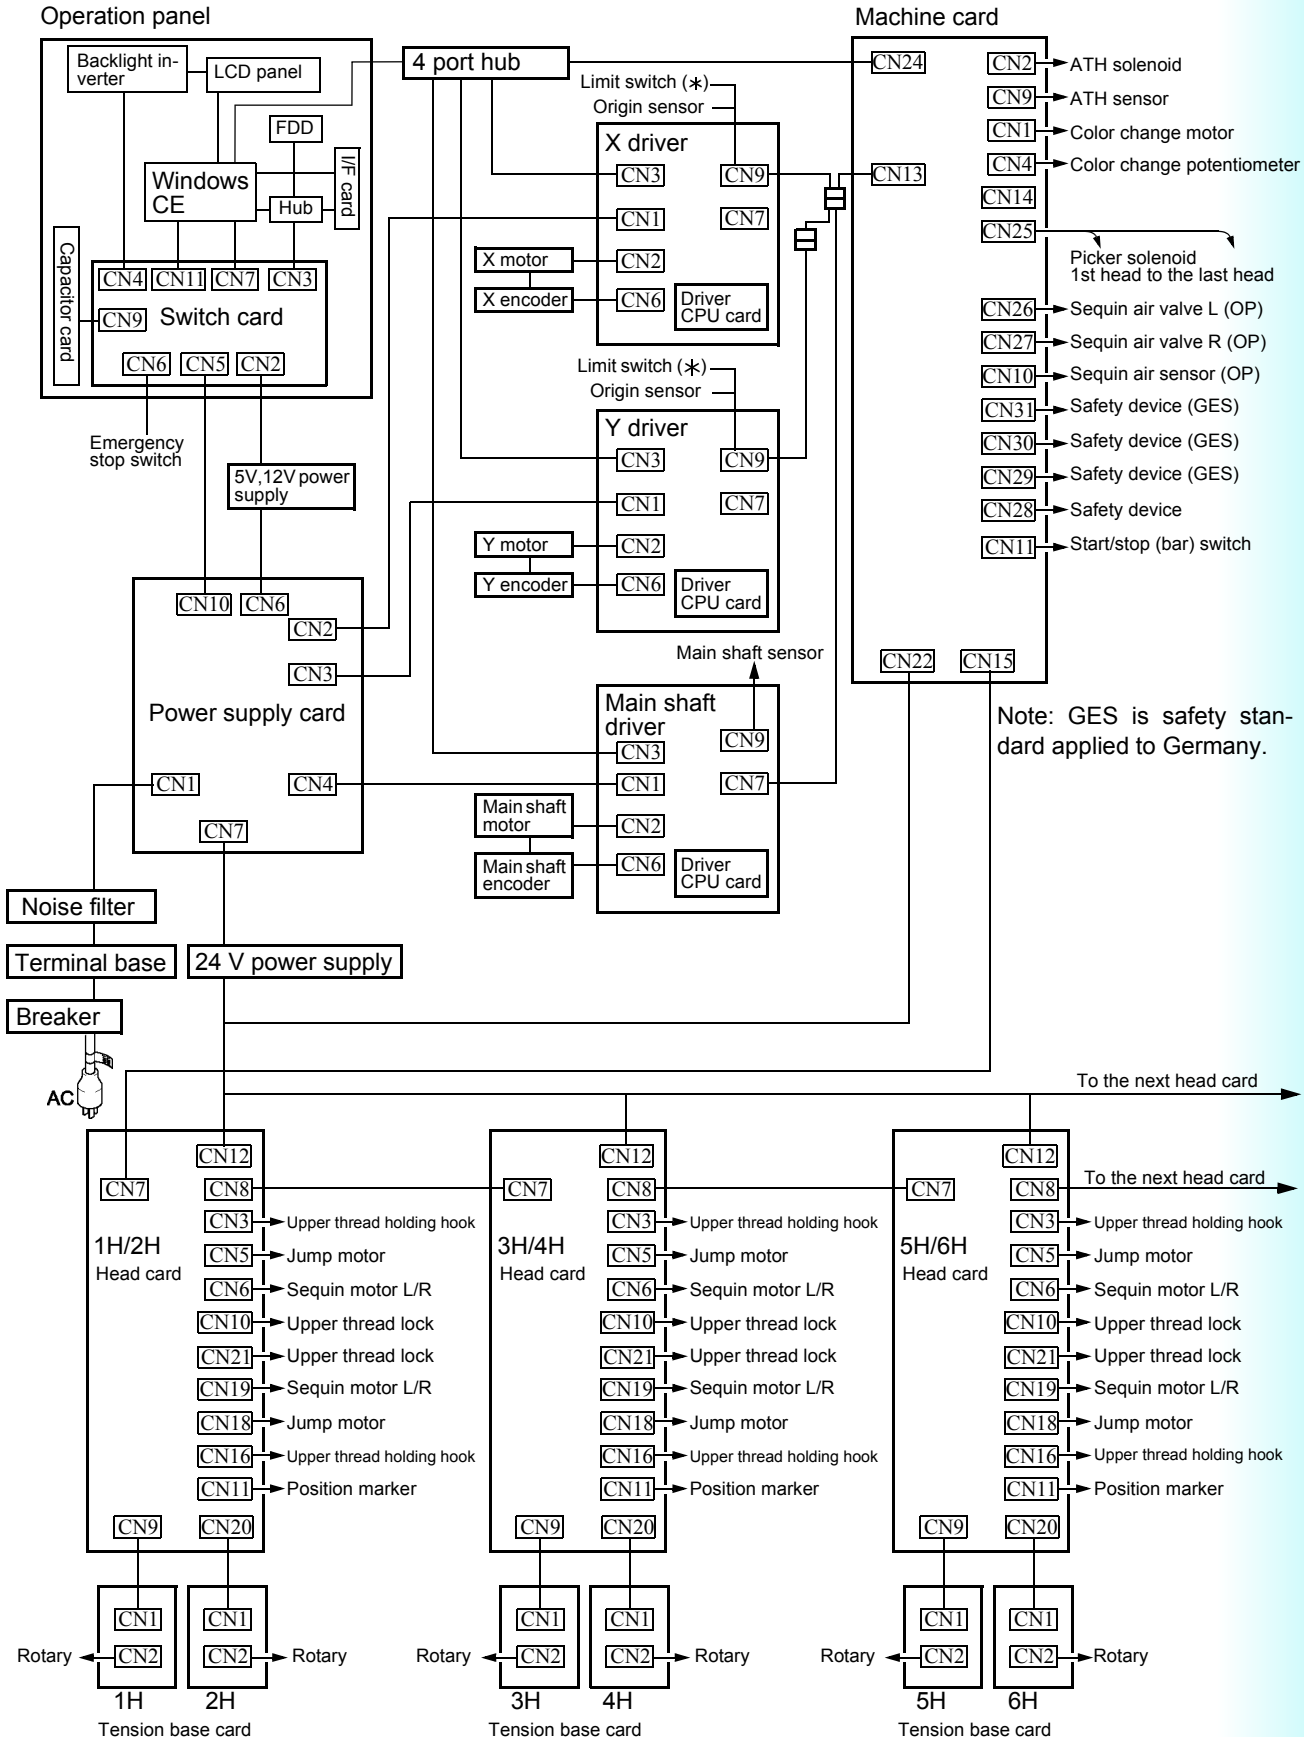 Operation panel
Backlight in-
verter
LCD panel
FDD
I/F card
Windows
CE
Hub
Capacitor card
CN4
CN11
CN7
CN3
CN9
Switch card
CN6
CN5
CN2
Emergency
stop switch
5V,12V power
supply
4 port hub
Limit switch (*)
Origin sensor
X driver
CN3
CN9
CN1
CN7
X motor
CN2
X encoder
CN6
Driver
CPU card
Limit switch (*)
Origin sensor
Y driver
CN3
CN9
CN1
CN7
Y motor
CN2
Y encoder
CN6
Driver
CPU card
Main shaft sensor
Main shaft
driver
CN9
CN3
CN1
CN7
Main shaft
motor
CN2
Main shaft
encoder
CN6
Driver
CPU card
Machine card
CN24
CN2
ATH solenoid
CN9
ATH sensor
CN1
Color change motor
CN4
Color change potentiometer
CN13
CN14
CN25
Picker solenoid
1st head to the last head
CN26
Sequin air valve L (OP)
CN27
Sequin air valve R (OP)
CN10
Sequin air sensor (OP)
CN31
Safety device (GES)
CN30
Safety device (GES)
CN29
Safety device (GES)
CN28
Safety device
CN11
Start/stop (bar) switch
CN22
CN15
Note: GES is safety stan-
dard applied to Germany.
CN10
CN6
CN2
CN3
Power supply card
CN1
CN4
CN7
Noise filter
Terminal base
24 V power supply
Breaker
AC
To the next head card
CN12
CN7
CN8
CN3
Upper thread holding hook
1H/2H
Head card
CN5
Jump motor
CN6
Sequin motor L/R
CN10
Upper thread lock
CN21
Upper thread lock
CN19
Sequin motor L/R
CN18
Jump motor
CN16
Upper thread holding hook
CN11
Position marker
CN9
CN20
CN12
CN7
CN8
CN3
Upper thread holding hook
3H/4H
Head card
CN5
Jump motor
CN6
Sequin motor L/R
CN10
Upper thread lock
CN21
Upper thread lock
CN19
Sequin motor L/R
CN18
Jump motor
CN16
Upper thread holding hook
CN11
Position marker
CN9
CN20
CN12
CN7
CN8
To the next head card
CN3
Upper thread holding hook
5H/6H
Head card
CN5
Jump motor
CN6
Sequin motor L/R
CN10
Upper thread lock
CN21
Upper thread lock
CN19
Sequin motor L/R
CN18
Jump motor
CN16
Upper thread holding hook
CN11
Position marker
CN9
CN20
CN1
CN1
Rotary
CN2
CN2
Rotary
1H
2H
Tension base card
CN1
CN1
Rotary
CN2
CN2
Rotary
3H
4H
Tension base card
CN1
CN1
Rotary
CN2
CN2
Rotary
5H
6H
Tension base card